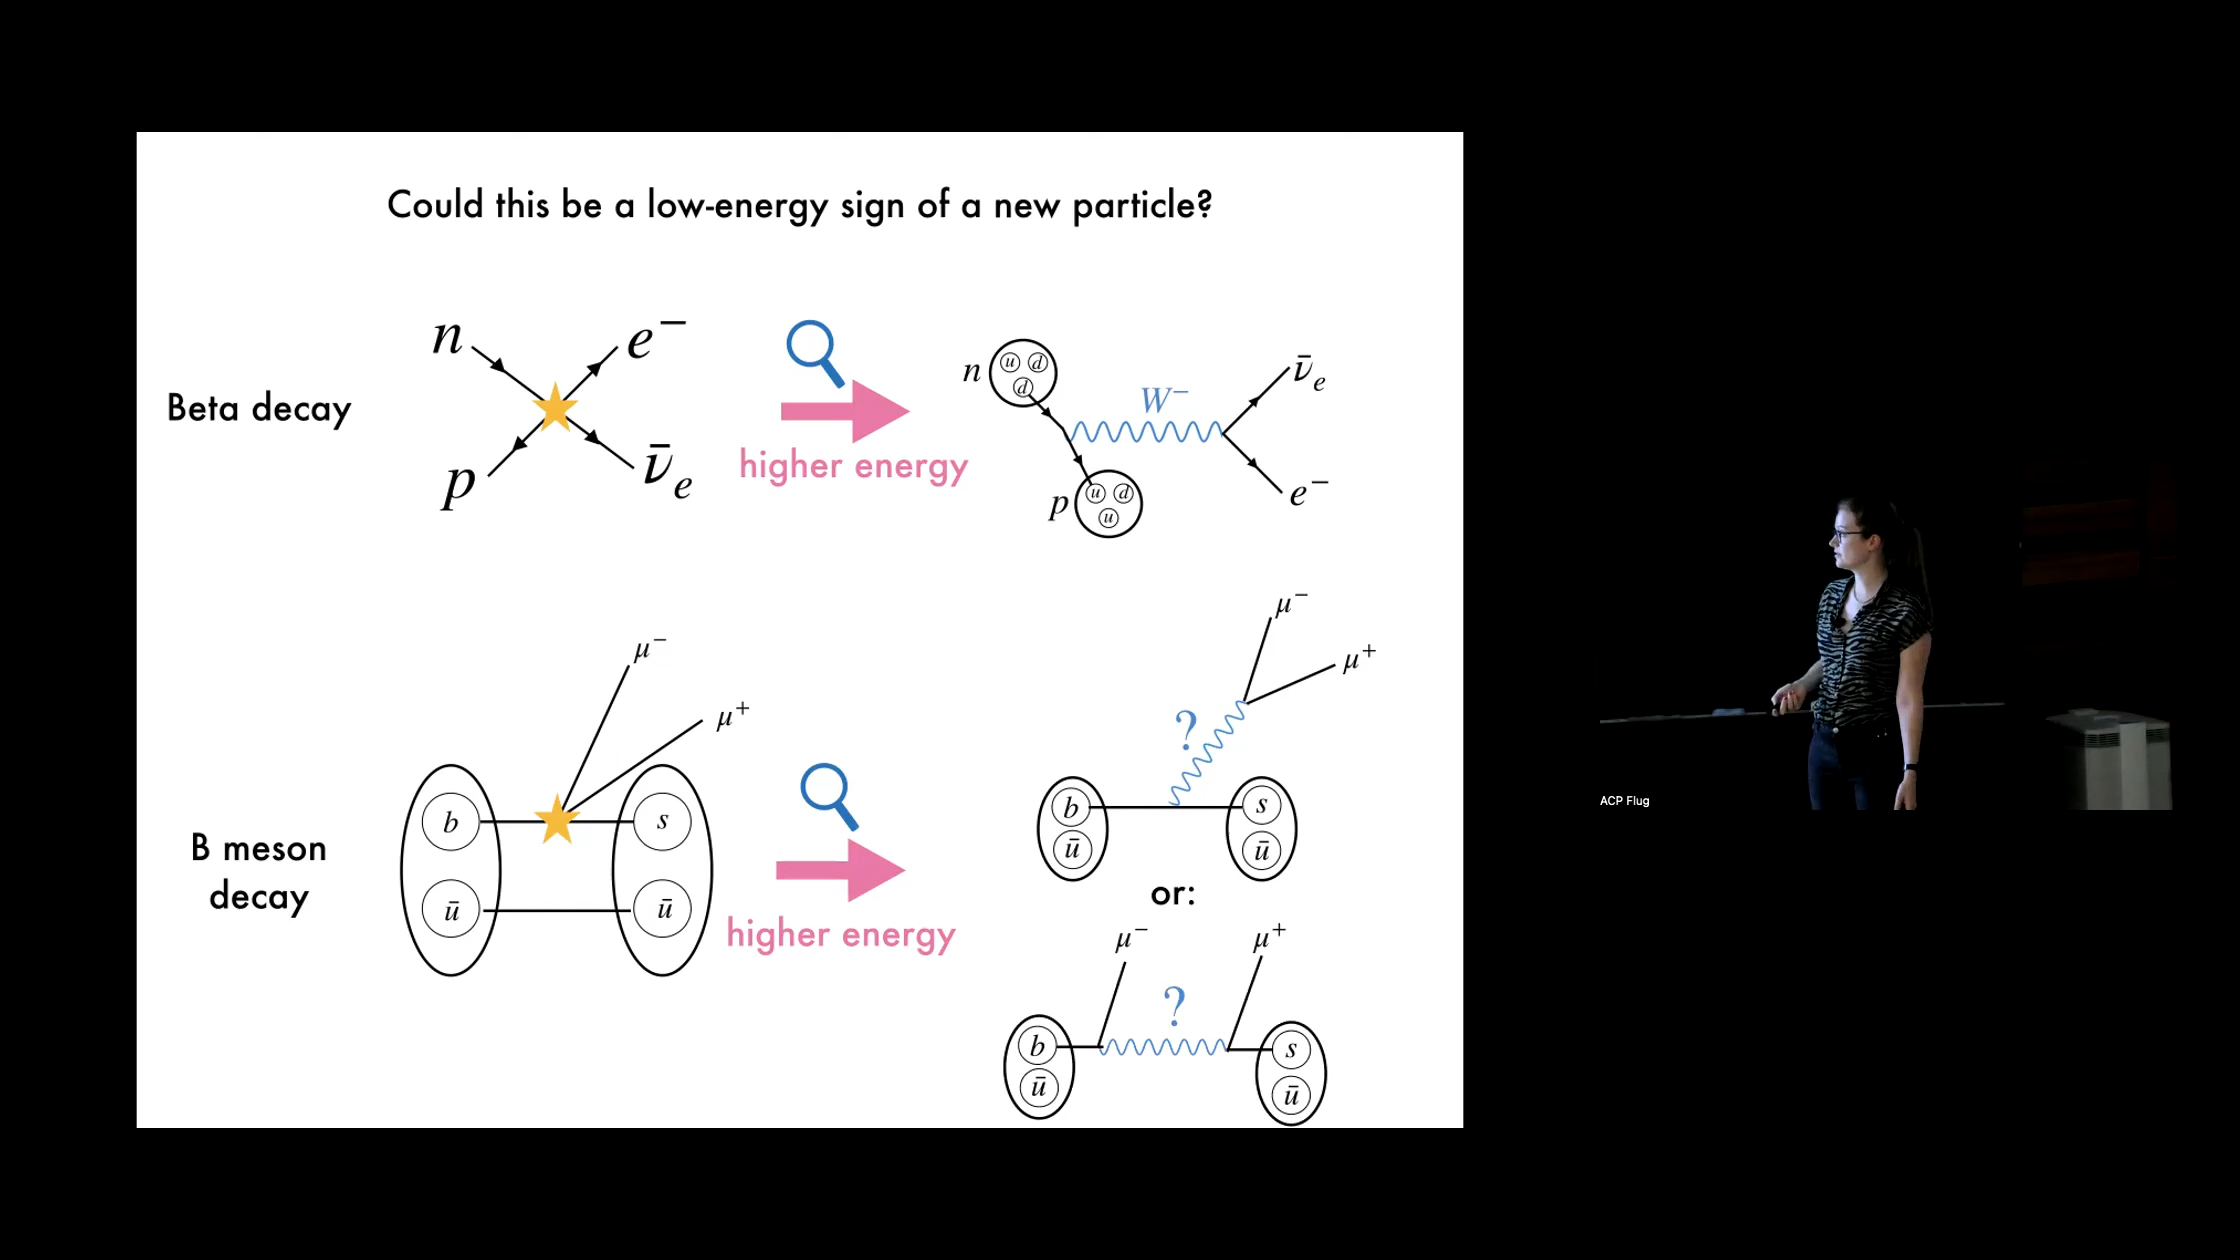 Could this be a low-energy sign of a new particle?
Beta decay
n
e⁻
p
ν̄ₑ
higher energy
n
u d
d
W⁻
ν̄ₑ
e⁻
p
u d
u
B meson
decay
μ⁻
μ⁺
b
s
ū
ū
higher energy
μ⁻
μ⁺
?
b
s
ū
ū
or:
μ⁻
μ⁺
?
b
s
ū
ū
ACP Flug